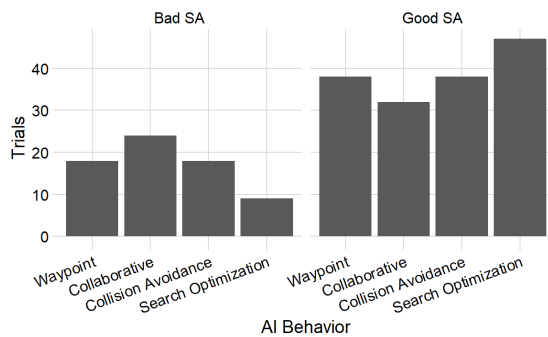 Bad SA
Good SA
Trials
40
30
20
10
0
Waypoint
Collaborative
Collision Avoidance
Search Optimization
Waypoint
Collaborative
Collision Avoidance
Search Optimization
AI Behavior